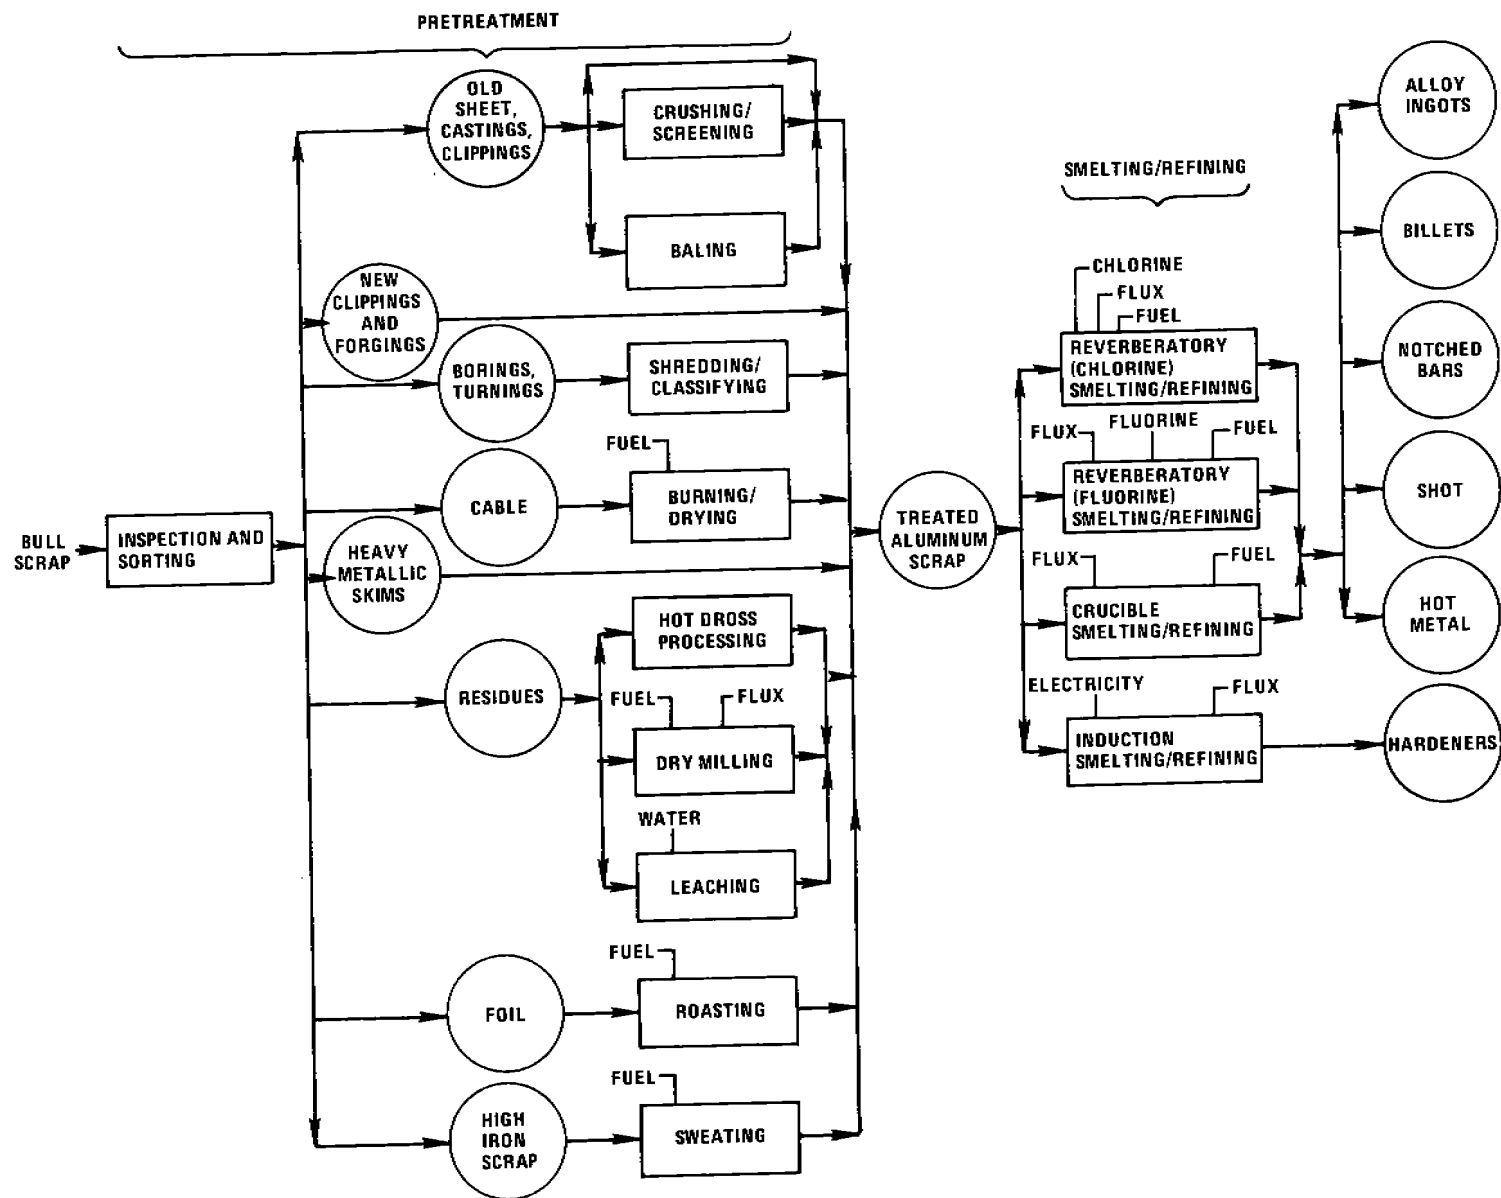 PRETREATMENT
OLD
SHEET,
CASTINGS,
CLIPPINGS
CRUSHING/
SCREENING
BALING
NEW
CLIPPINGS
AND
FORGINGS
BORINGS,
TURNINGS
SHREDDING/
CLASSIFYING
FUEL
CABLE
BURNING/
DRYING
BULL
SCRAP
INSPECTION AND
SORTING
HEAVY
METALLIC
SKIMS
HOT DROSS
PROCESSING
RESIDUES
FUEL
FLUX
DRY MILLING
WATER
LEACHING
FUEL
FOIL
ROASTING
FUEL
HIGH
IRON
SCRAP
SWEATING
TREATED
ALUMINUM
SCRAP
SMELTING/REFINING
CHLORINE
FLUX
FUEL
REVERBERATORY
(CHLORINE)
SMELTING/REFINING
FLUX
FLUORINE
FUEL
REVERBERATORY
(FLUORINE)
SMELTING/REFINING
FLUX
FUEL
CRUCIBLE
SMELTING/REFINING
ELECTRICITY
FLUX
INDUCTION
SMELTING/REFINING
ALLOY
INGOTS
BILLETS
NOTCHED
BARS
SHOT
HOT
METAL
HARDENERS